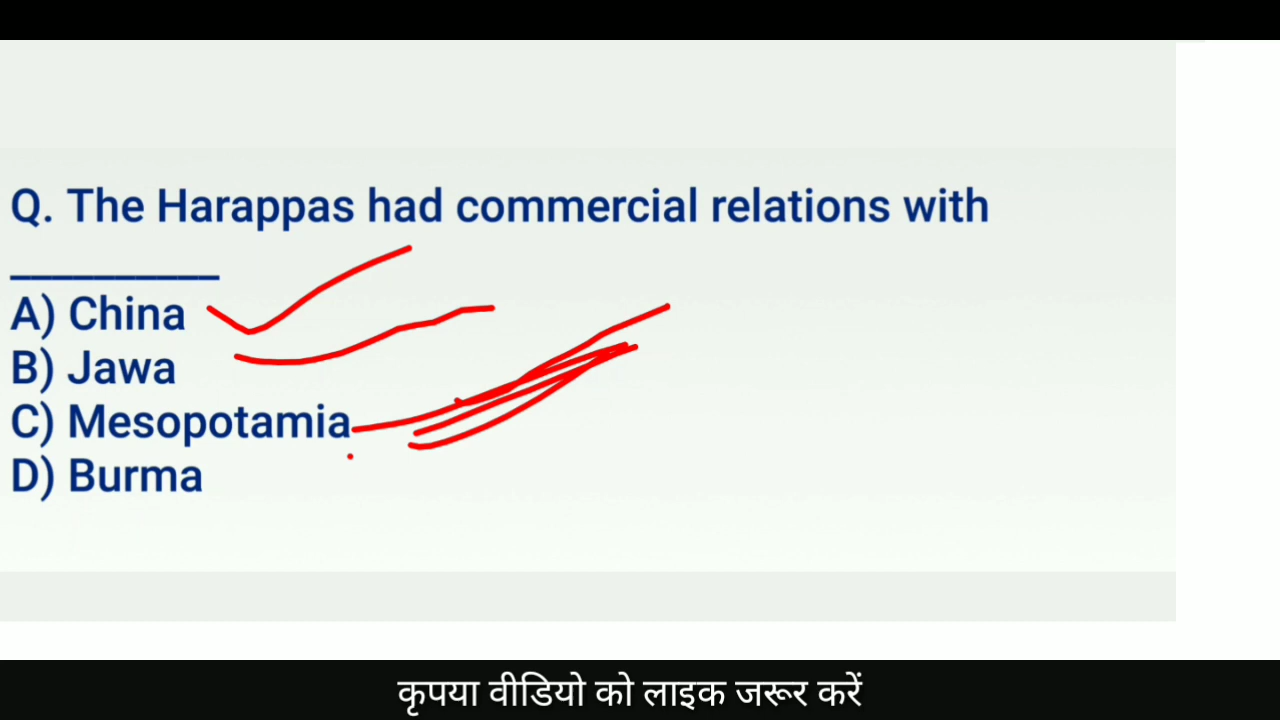 Q. The Harappas had commercial relations with
__________
A) China
B) Jawa
C) Mesopotamia
D) Burma
कृपया वीडियो को लाइक जरूर करें